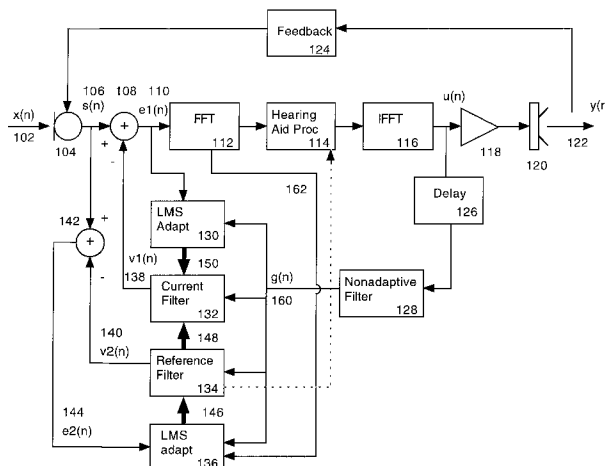 Feedback
124
106
108
110
x(n)
s(n)
e1(n)
u(n)
y(r
102
104
+
+
-
FFT
112
Hearing
Aid Proc
114
IFFT
116
118
120
122
162
Delay
126
142
+
+
-
LMS
Adapt
130
v1(n)
138
150
g(n)
160
Nonadaptive
Filter
128
Current
Filter
132
148
140
v2(n)
Reference
Filter
134
146
144
e2(n)
LMS
adapt
136